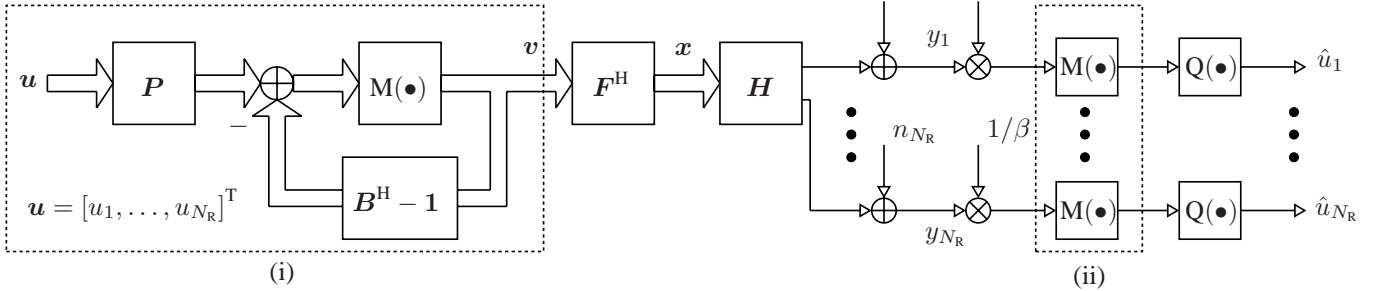 u
P
−
M(●)
B^H − 1
v
F^H
x
H
y_1
n_{N_R}
1/β
y_{N_R}
M(●)
M(●)
Q(●)
Q(●)
û_1
û_{N_R}
u = [u_1, . . . , u_{N_R}]^T
(i)
(ii)